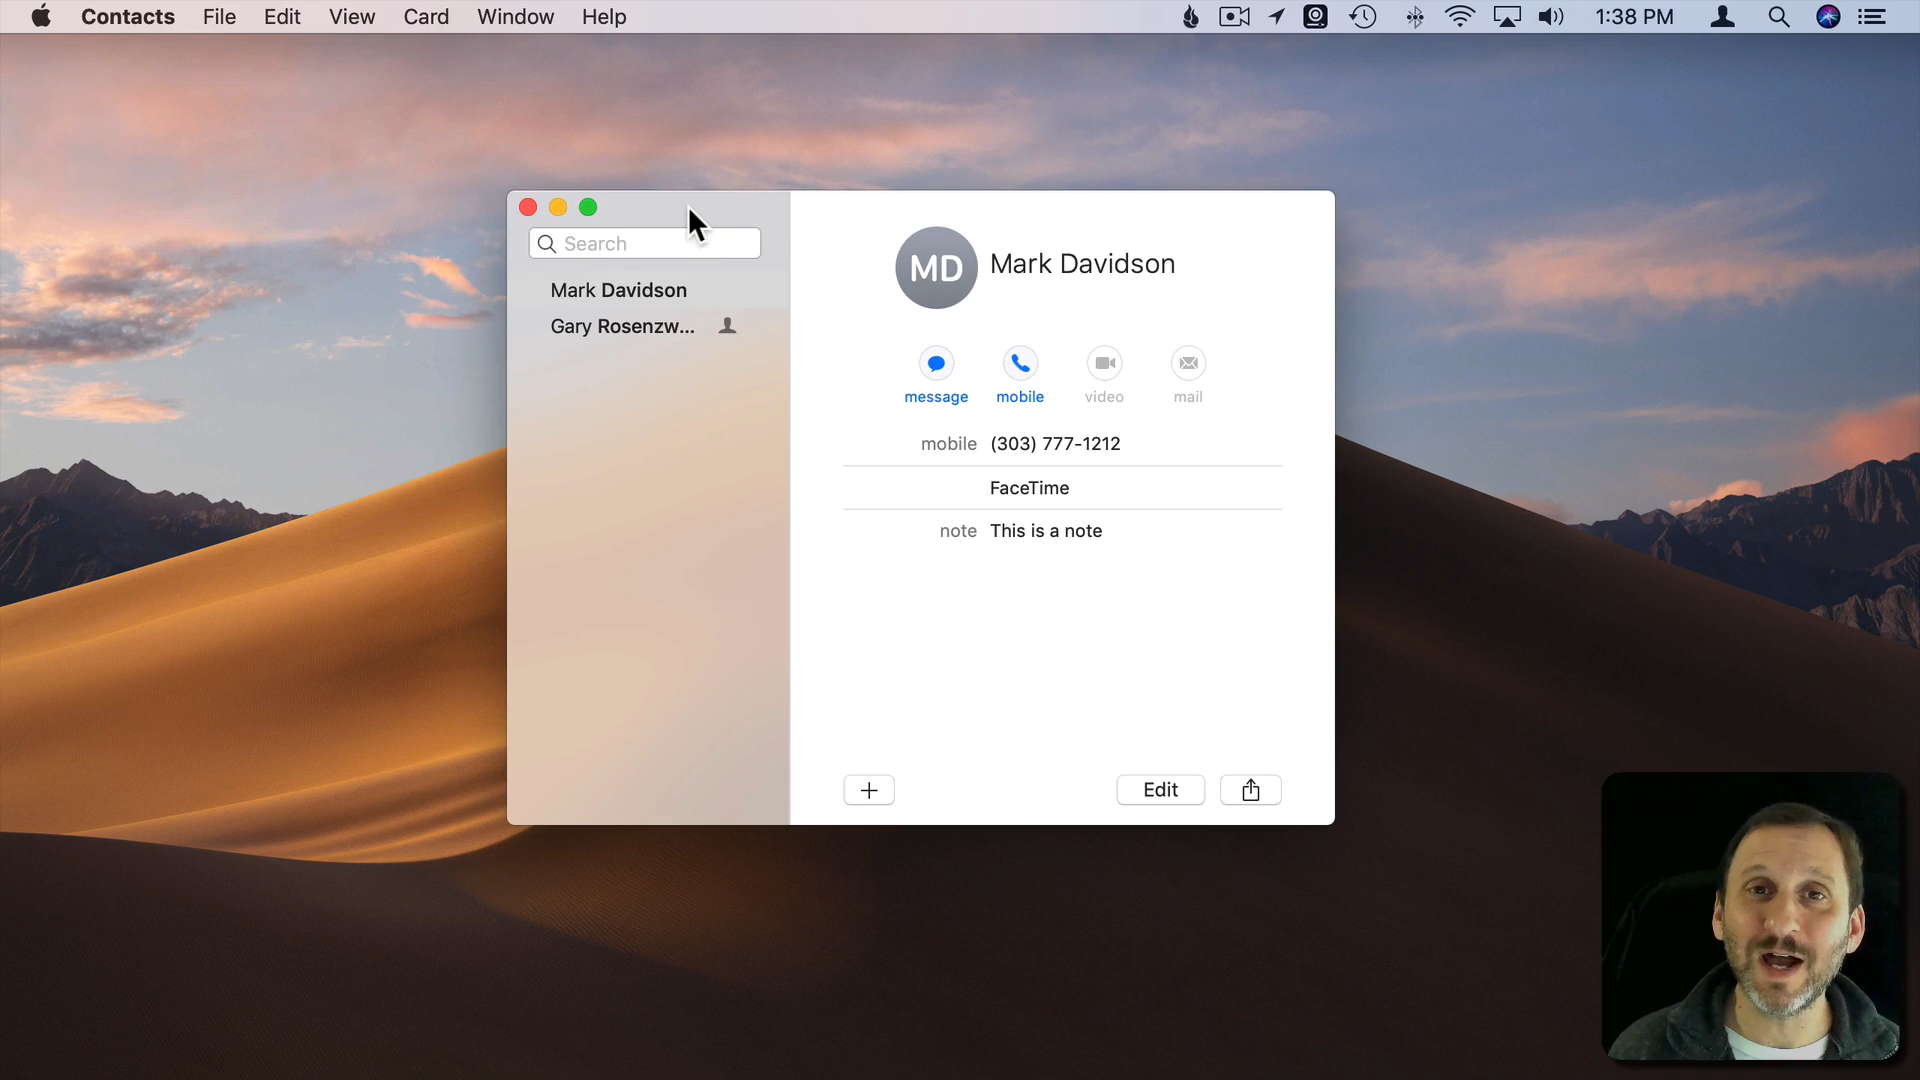 Contacts File Edit View Card Window Help 1:38 PM
Search
Mark Davidson
Gary Rosenzw...
MD Mark Davidson
message mobile video mail
mobile (303) 777-1212
FaceTime
note This is a note
+ Edit